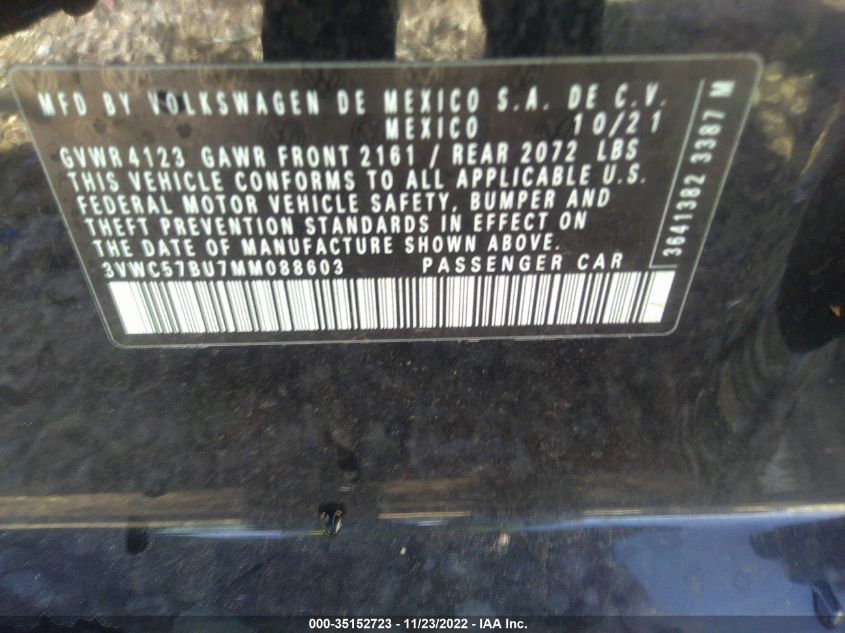 MFD BY VOLKSWAGEN DE MEXICO S.A. DE C.V.
MEXICO 10/21
GVWR 4123 GAWR FRONT 2161 / REAR 2072 LBS
THIS VEHICLE CONFORMS TO ALL APPLICABLE U.S.
FEDERAL MOTOR VEHICLE SAFETY, BUMPER AND
THEFT PREVENTION STANDARDS IN EFFECT ON
THE DATE OF MANUFACTURE SHOWN ABOVE.
3VWC57BU7MM088603 PASSENGER CAR
3641382 3387 M
000-35152723 - 11/23/2022 - IAA Inc.